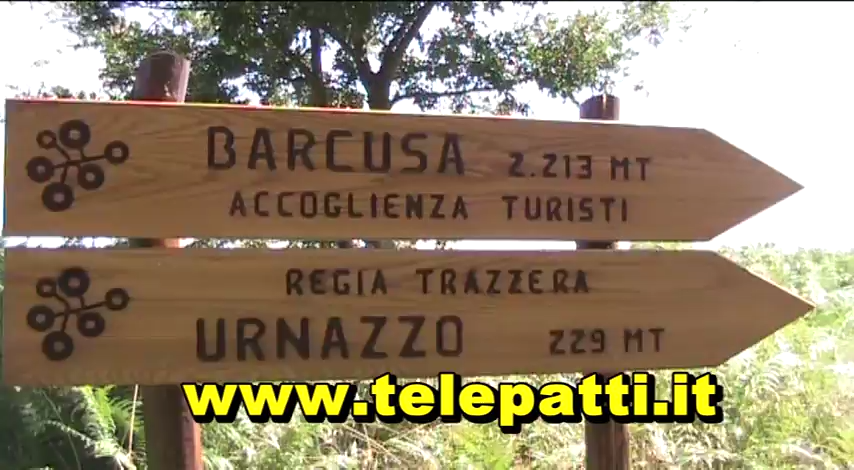 BARCUSA 2.213 MT
ACCOGLIENZA TURISTI
REGIA TRAZZERA
URNAZZO 229 MT
www.telepatti.it